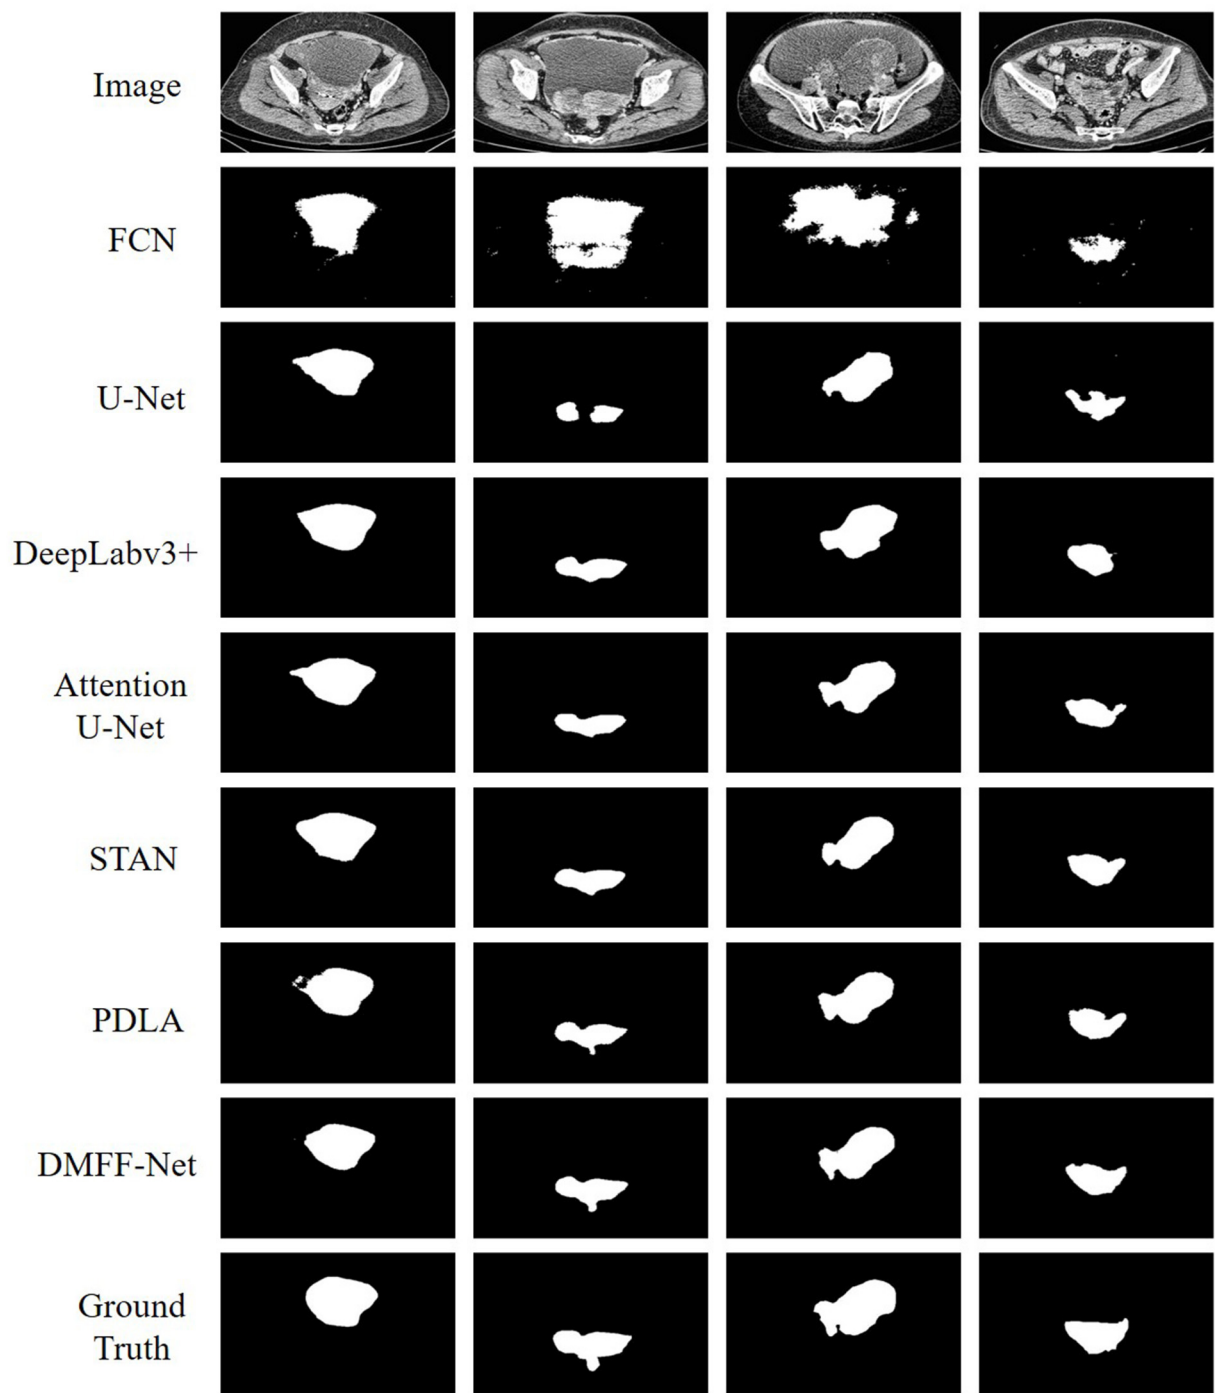 Image
FCN
U-Net
DeepLabv3+
Attention
U-Net
STAN
PDLA
DMFF-Net
Ground
Truth